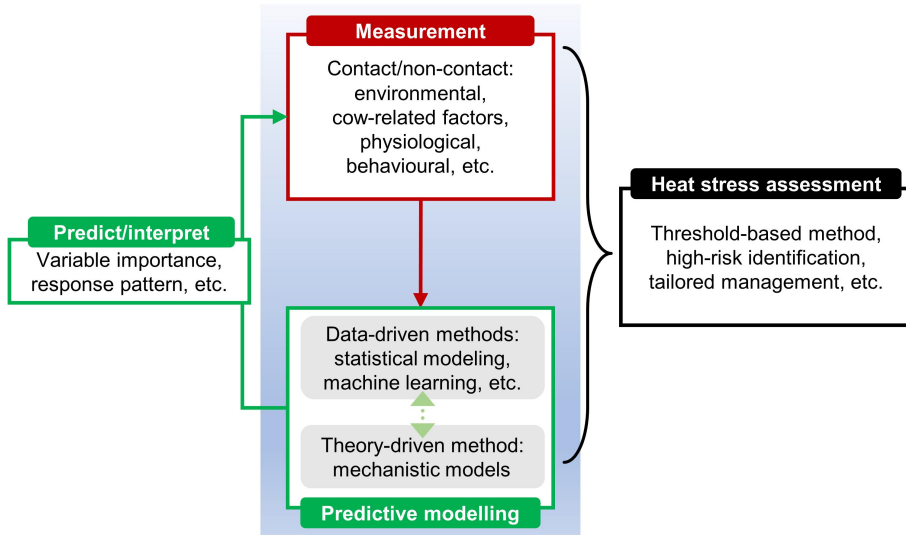 Measurement
Contact/non-contact:
environmental,
cow-related factors,
physiological,
behavioural, etc.
Predict/interpret
Variable importance,
response pattern, etc.
Heat stress assessment
Threshold-based method,
high-risk identification,
tailored management, etc.
Data-driven methods:
statistical modeling,
machine learning, etc.
Theory-driven method:
mechanistic models
Predictive modelling